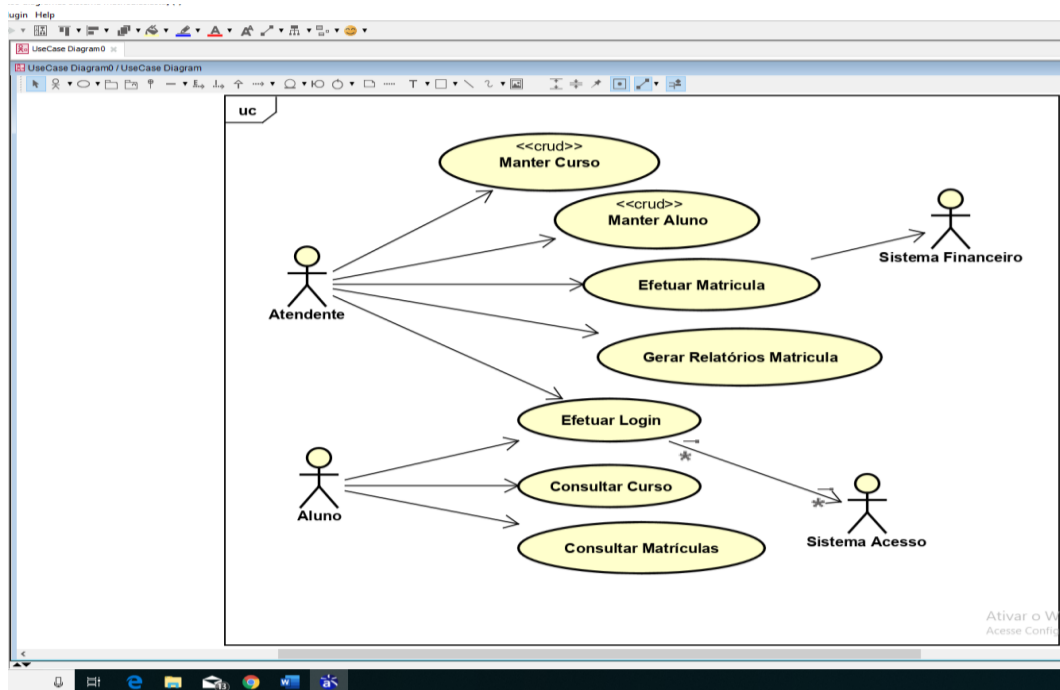 ugin Help
UseCase Diagram0
UseCase Diagram0 / UseCase Diagram
uc
<<crud>>
Manter Curso
<<crud>>
Manter Aluno
Sistema Financeiro
Efetuar Matricula
Atendente
Gerar Relatórios Matricula
Efetuar Login
*
Consultar Curso
*
Aluno
Sistema Acesso
Consultar Matrículas
Ativar o W
Acesse Config